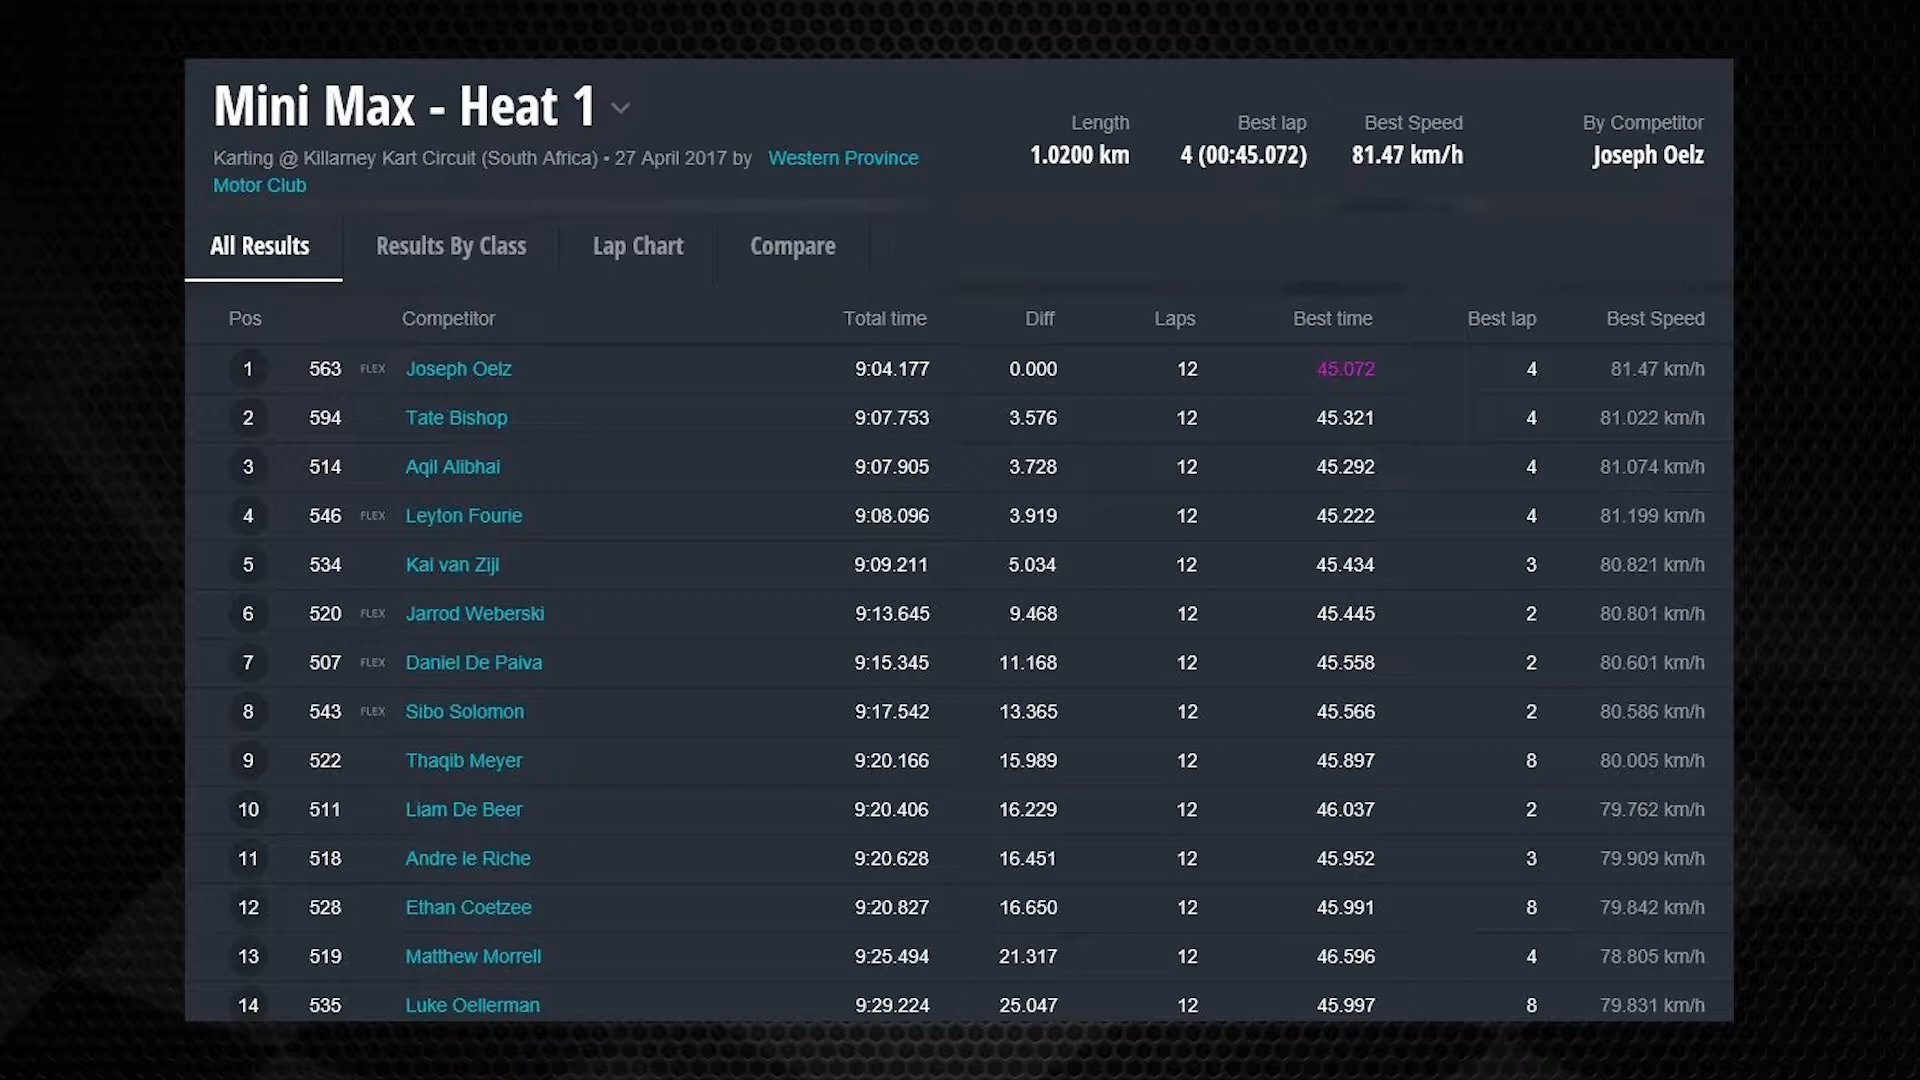 Mini Max - Heat 1
Karting @ Killarney Kart Circuit (South Africa) • 27 April 2017 by Western Province
Motor Club
Length Best lap Best Speed By Competitor
1.0200 km 4 (00:45.072) 81.47 km/h Joseph Oelz
All Results Results By Class Lap Chart Compare
Pos Competitor Total time Diff Laps Best time Best lap Best Speed
1 563 FLEX Joseph Oelz 9:04.177 0.000 12 45.072 4 81.47 km/h
2 594 Tate Bishop 9:07.753 3.576 12 45.321 4 81.022 km/h
3 514 Aqil Alibhai 9:07.905 3.728 12 45.292 4 81.074 km/h
4 546 FLEX Leyton Fourie 9:08.096 3.919 12 45.222 4 81.199 km/h
5 534 Kai van Zijl 9:09.211 5.034 12 45.434 3 80.821 km/h
6 520 FLEX Jarrod Weberski 9:13.645 9.468 12 45.445 2 80.801 km/h
7 507 FLEX Daniel De Paiva 9:15.345 11.168 12 45.558 2 80.601 km/h
8 543 FLEX Sibo Solomon 9:17.542 13.365 12 45.566 2 80.586 km/h
9 522 Thaqib Meyer 9:20.166 15.989 12 45.897 8 80.005 km/h
10 511 Liam De Beer 9:20.406 16.229 12 46.037 2 79.762 km/h
11 518 Andre le Riche 9:20.628 16.451 12 45.952 3 79.909 km/h
12 528 Ethan Coetzee 9:20.827 16.650 12 45.991 8 79.842 km/h
13 519 Matthew Morrell 9:25.494 21.317 12 46.596 4 78.805 km/h
14 535 Luke Oellerman 9:29.224 25.047 12 45.997 8 79.831 km/h